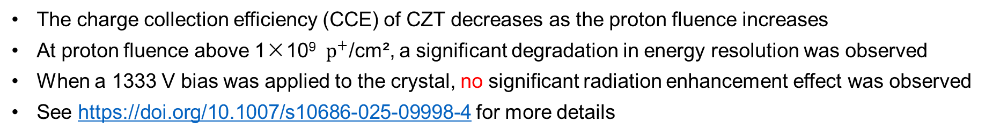 • The charge collection efficiency (CCE) of CZT decreases as the proton fluence increases
• At proton fluence above 1×10⁹ p⁺/cm², a significant degradation in energy resolution was observed
• When a 1333 V bias was applied to the crystal, no significant radiation enhancement effect was observed
• See https://doi.org/10.1007/s10686-025-09998-4 for more details